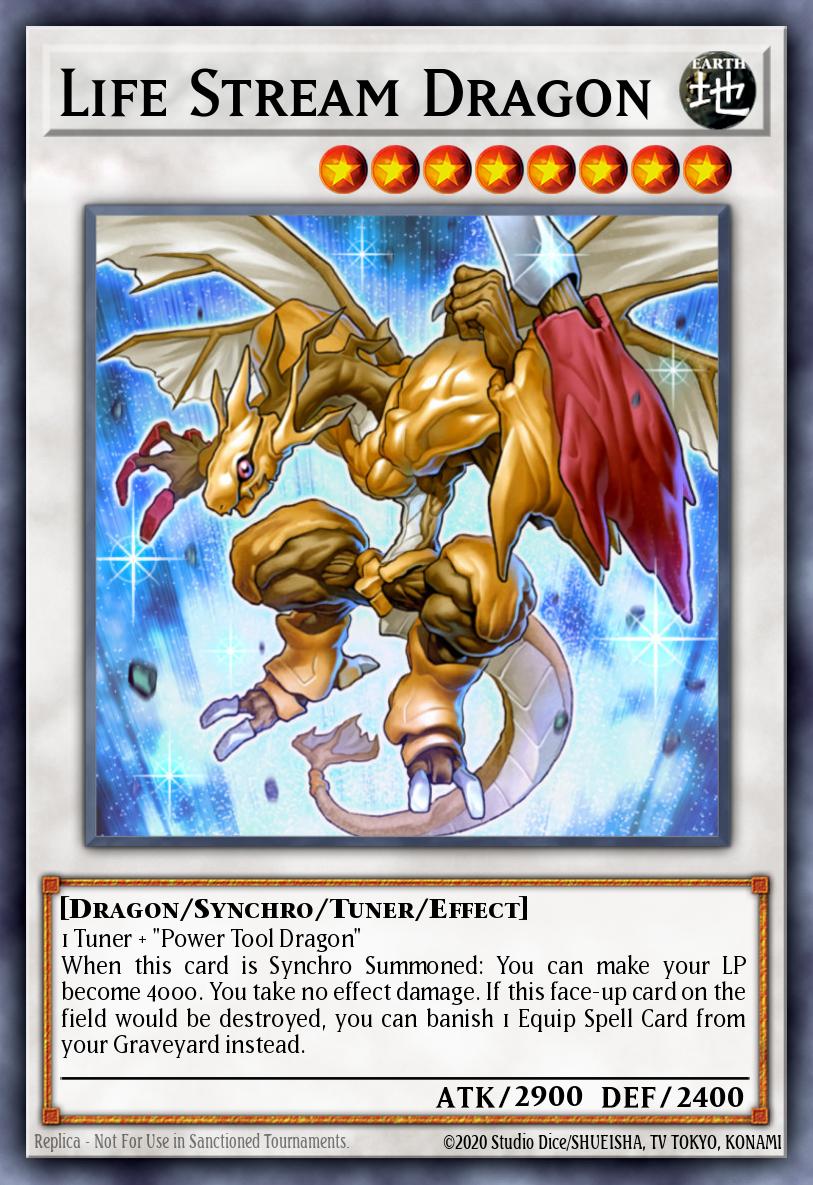 Life Stream Dragon
EARTH
地
[Dragon/Synchro/Tuner/Effect]
1 Tuner + "Power Tool Dragon"
When this card is Synchro Summoned: You can make your LP
become 4000. You take no effect damage. If this face-up card on the
field would be destroyed, you can banish 1 Equip Spell Card from
your Graveyard instead.
ATK/2900 DEF/2400
Replica - Not For Use in Sanctioned Tournaments.
©2020 Studio Dice/SHUEISHA, TV TOKYO, KONAMI